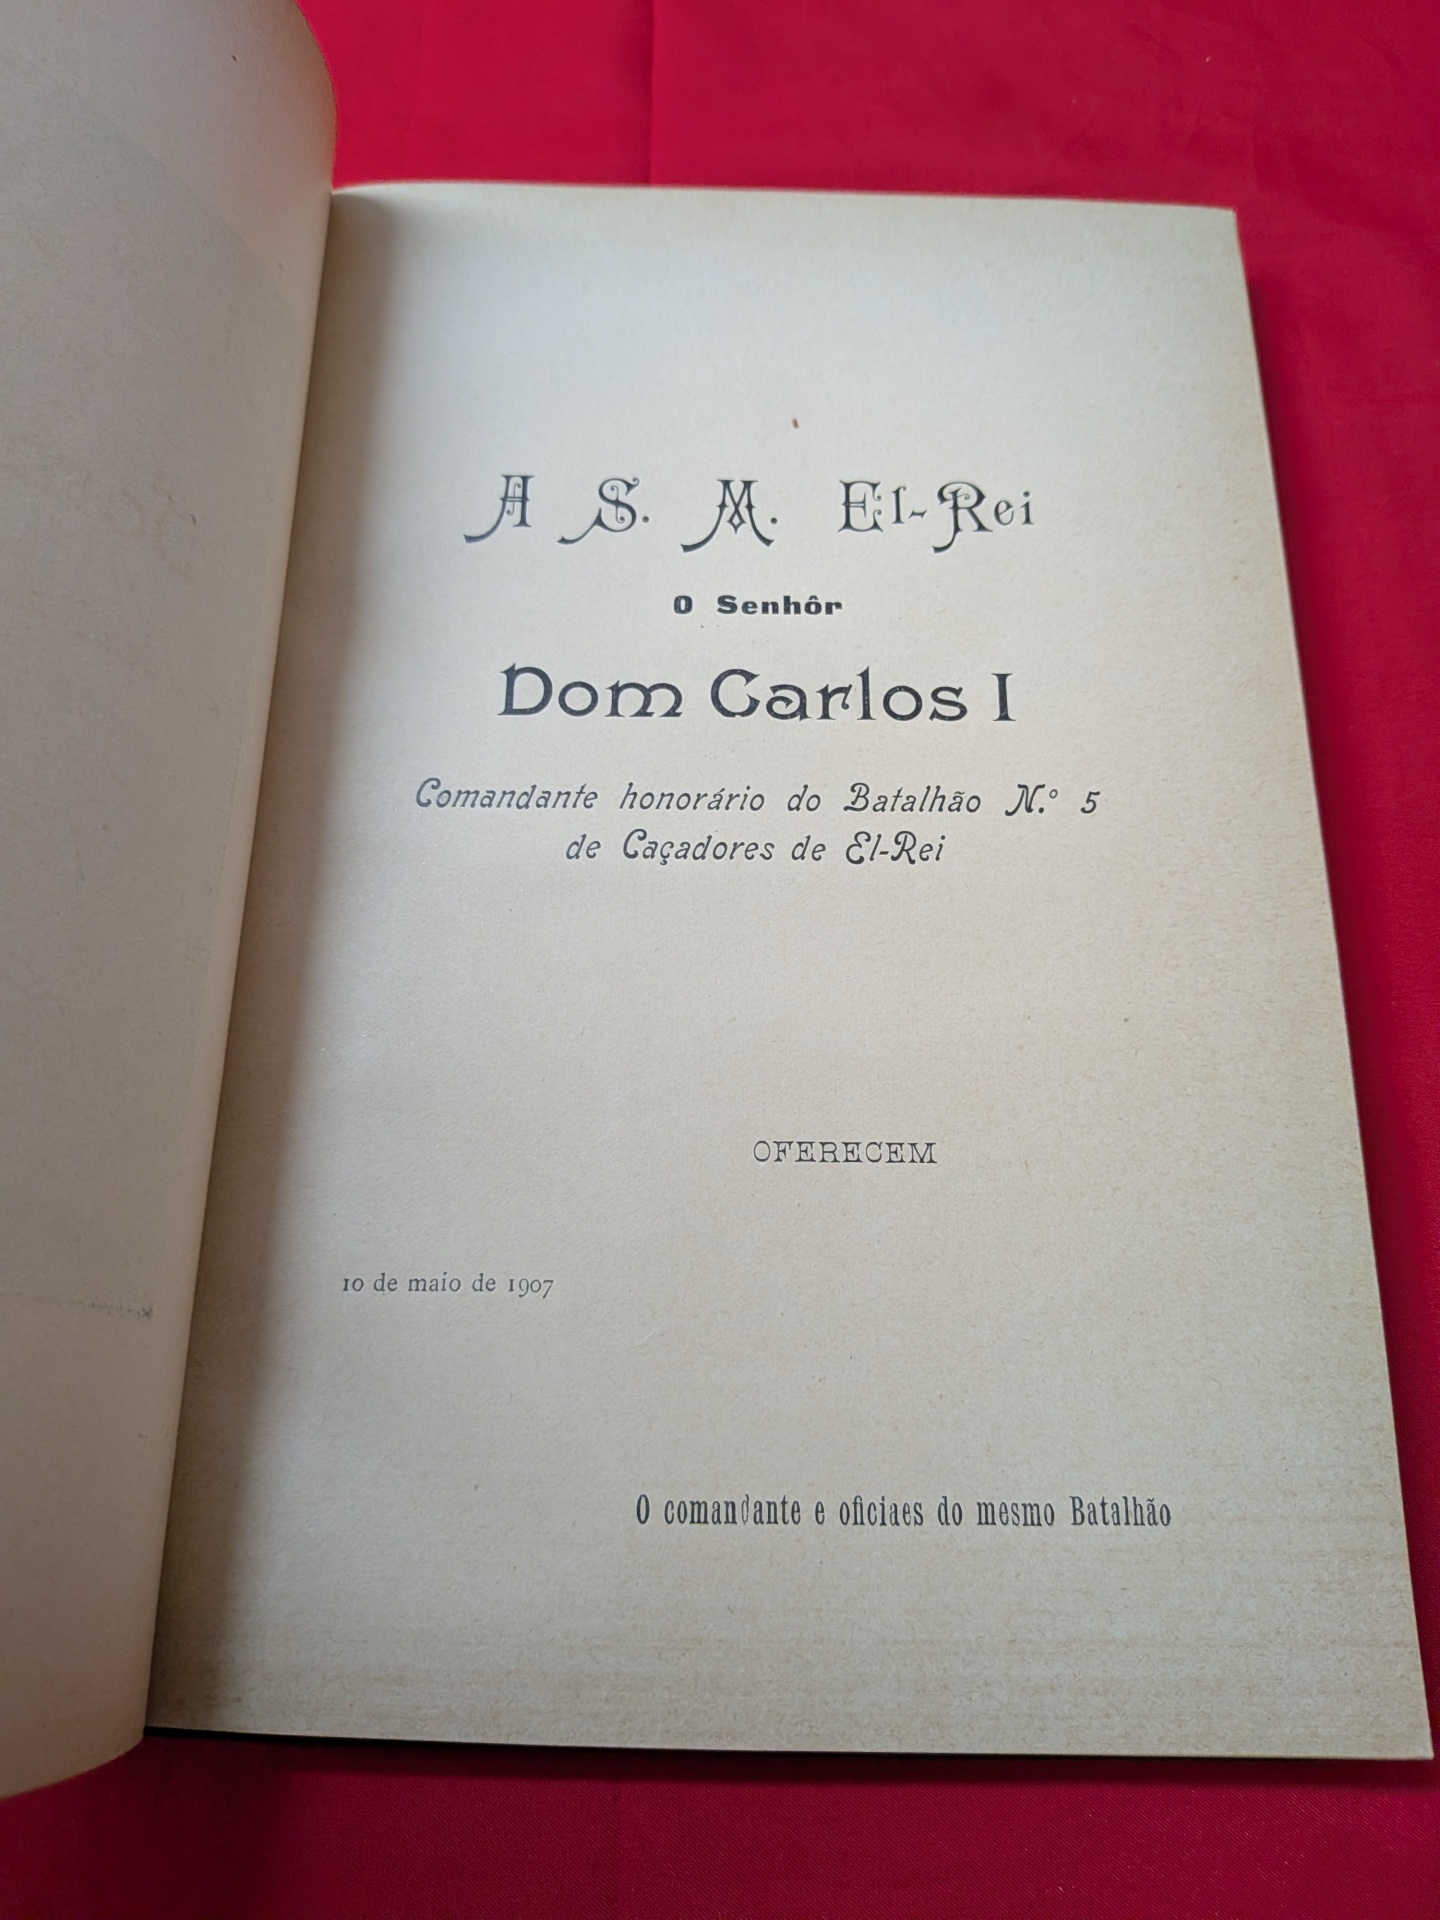 A S. M. El-Rei
O Senhôr
Dom Carlos I
Comandante honorário do Batalhão N.º 5
de Caçadores de El-Rei
OFERECEM
10 de maio de 1907
O comandante e oficiaes do mesmo Batalhão